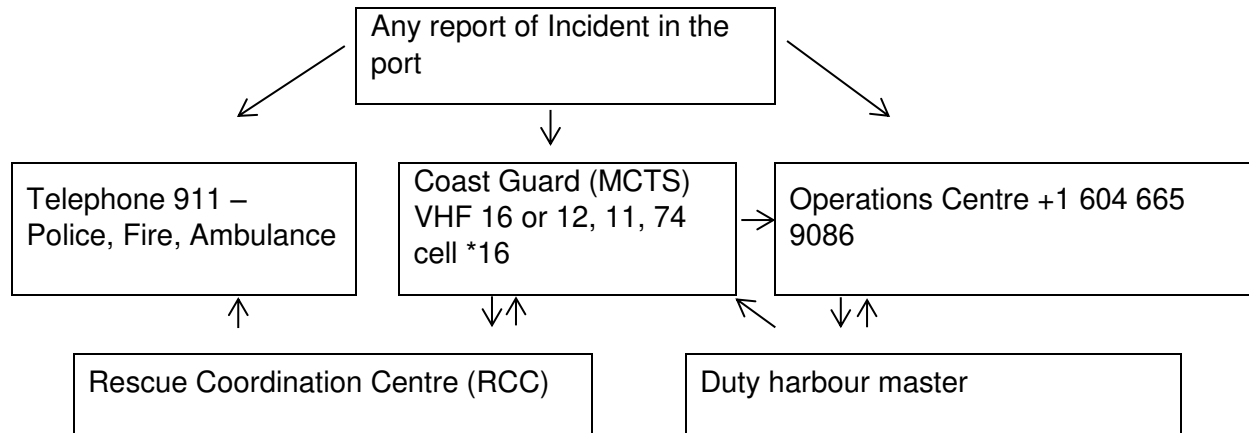 Any report of Incident in the
port
Telephone 911 –
Police, Fire, Ambulance
Coast Guard (MCTS)
VHF 16 or 12, 11, 74
cell *16
Operations Centre +1 604 665
9086
Rescue Coordination Centre (RCC)
Duty harbour master